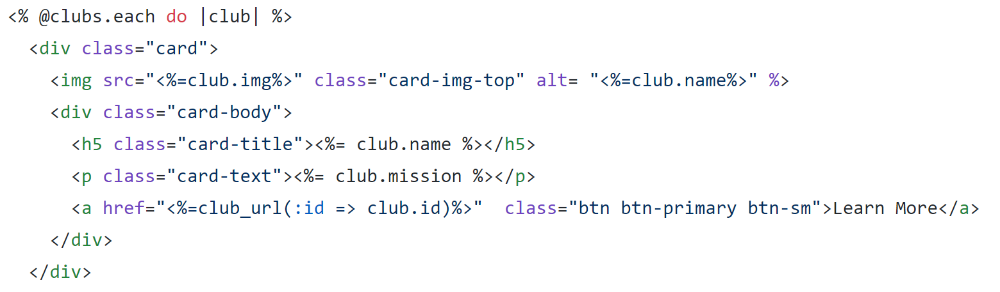 <% @clubs.each do |club| %>
  <div class="card">
    <img src="<%=club.img%>" class="card-img-top" alt= "<%=club.name%>" %>
    <div class="card-body">
      <h5 class="card-title"><%= club.name %></h5>
      <p class="card-text"><%= club.mission %></p>
      <a href="<%=club_url(:id => club.id)%>"  class="btn btn-primary btn-sm">Learn More</a>
    </div>
  </div>